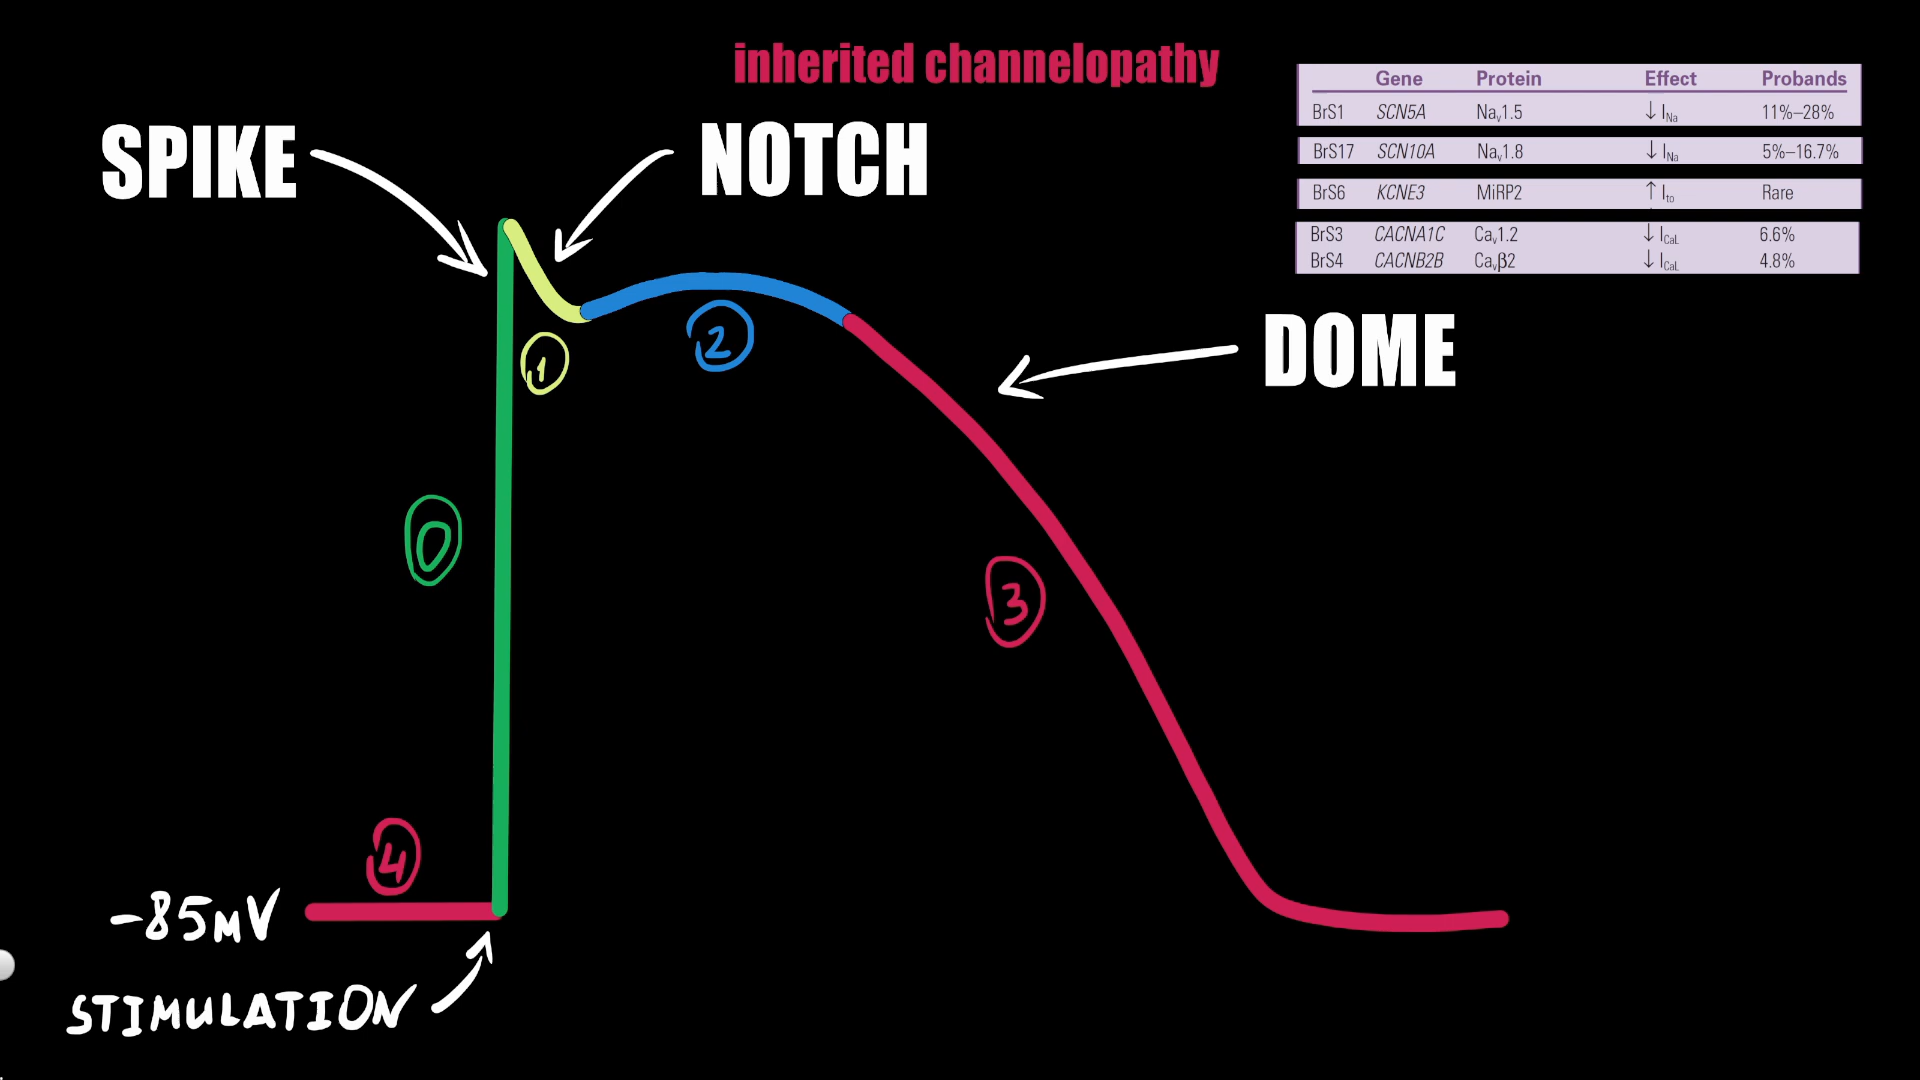 inherited channelopathy
Gene Protein Effect Probands
BrS1 SCN5A Nav1.5 ↓ INa 11%–28%
BrS17 SCN10A Nav1.8 ↓ INa 5%–16.7%
BrS6 KCNE3 MiRP2 ↑ Ito Rare
BrS3 CACNA1C Cav1.2 ↓ ICaL 6.6%
BrS4 CACNB2B Cavβ2 ↓ ICaL 4.8%
SPIKE
NOTCH
DOME
1
2
0
3
4
-85mV
STIMULATION